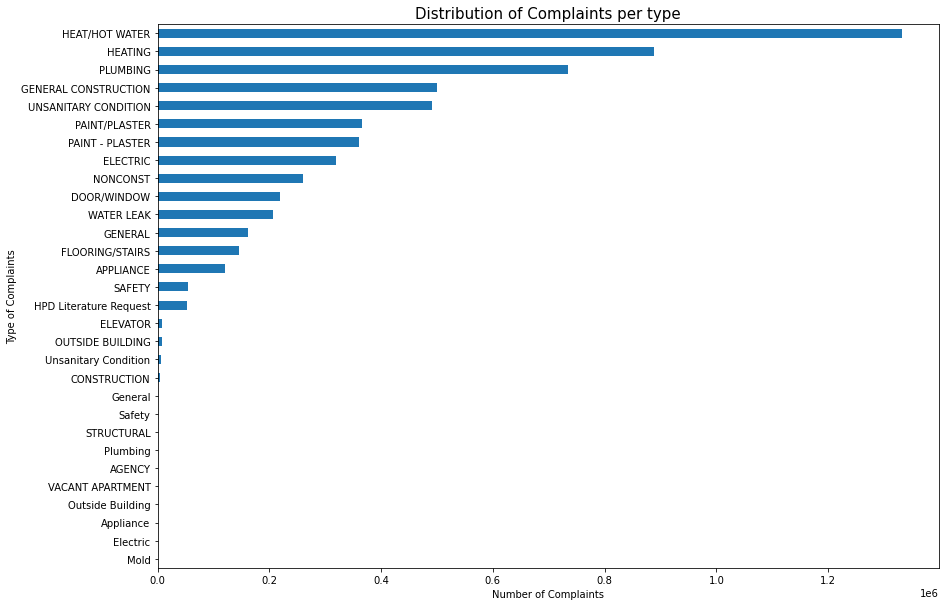 Distribution of Complaints per type
HEAT/HOT WATER
HEATING
PLUMBING
GENERAL CONSTRUCTION
UNSANITARY CONDITION
PAINT/PLASTER
PAINT - PLASTER
ELECTRIC
NONCONST
DOOR/WINDOW
WATER LEAK
GENERAL
FLOORING/STAIRS
APPLIANCE
SAFETY
HPD Literature Request
ELEVATOR
OUTSIDE BUILDING
Unsanitary Condition
CONSTRUCTION
General
Safety
STRUCTURAL
Plumbing
AGENCY
VACANT APARTMENT
Outside Building
Appliance
Electric
Mold
Type of Complaints
0.0 0.2 0.4 0.6 0.8 1.0 1.2
1e6
Number of Complaints